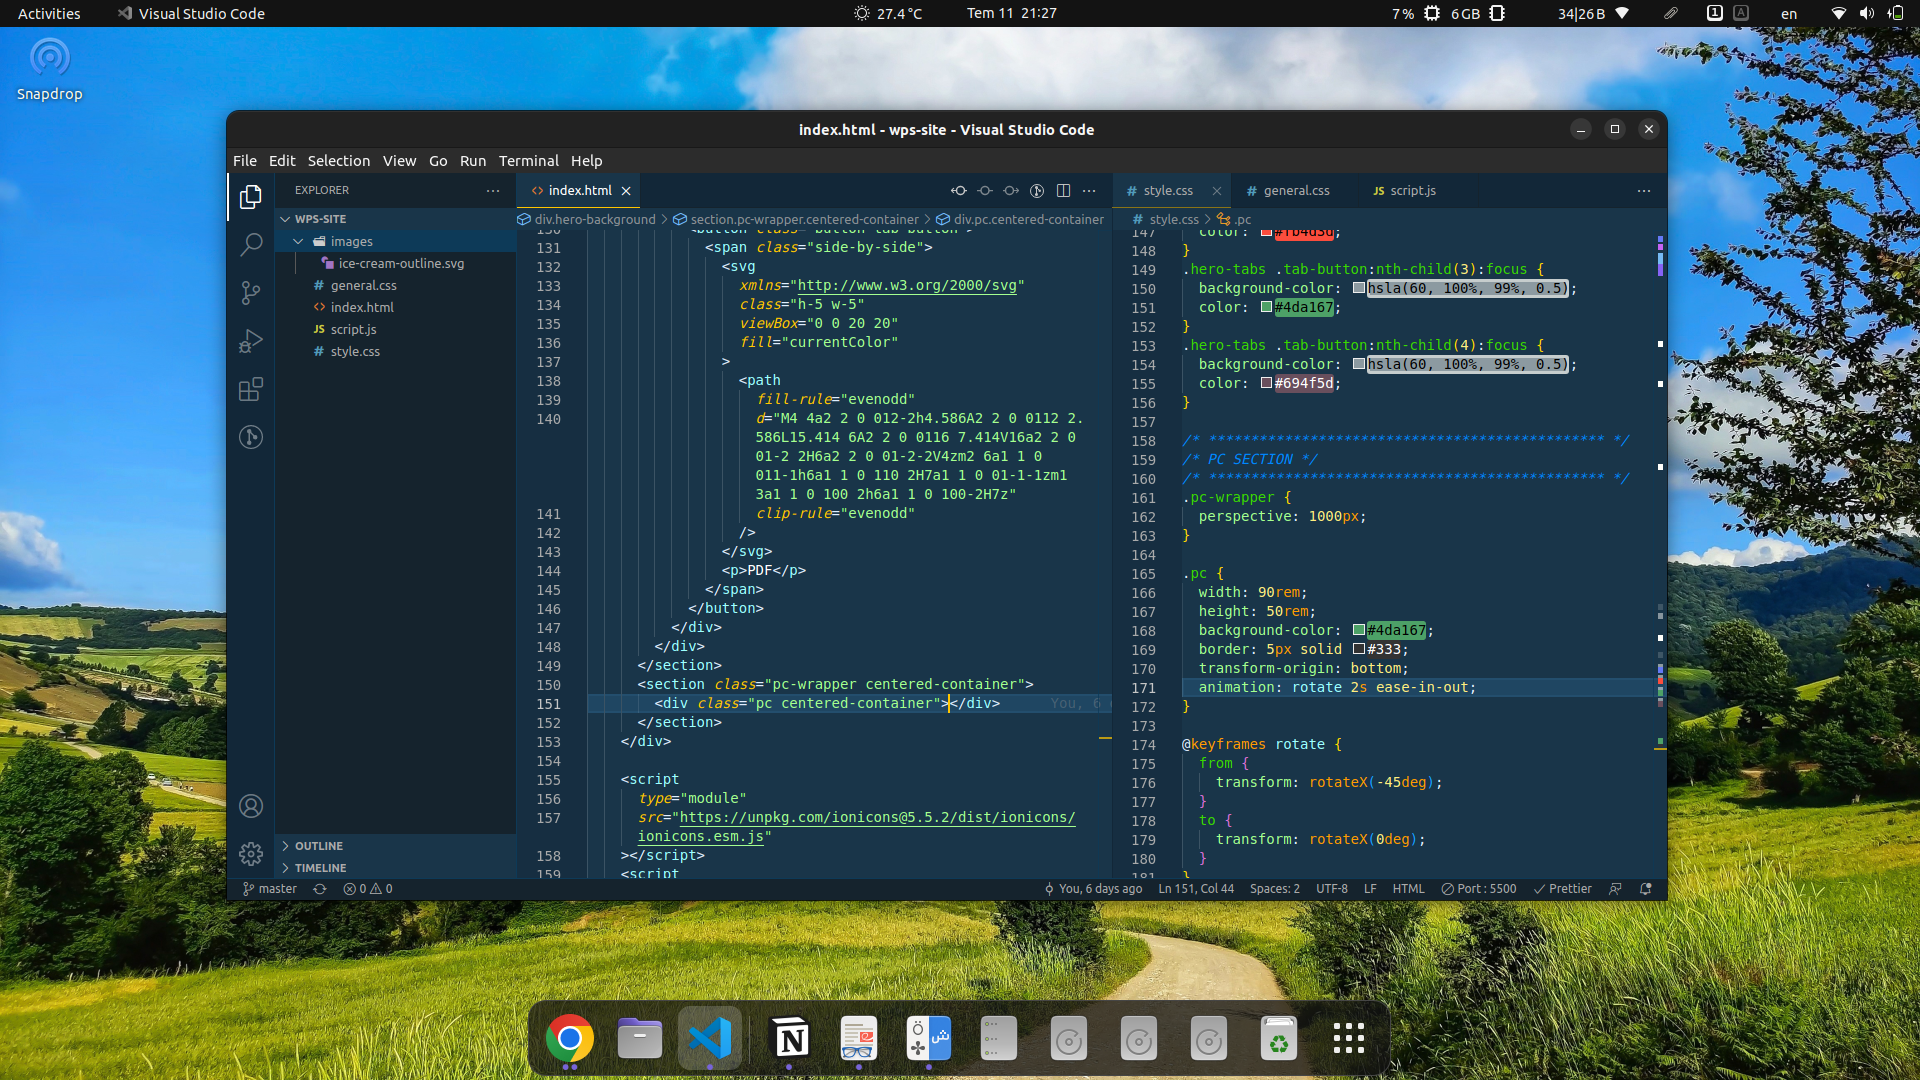 Activities
Visual Studio Code
27.4°C
Tem 11 21:27
7%
6GB
34|26B
1
A
en
Snapdrop
index.html - wps-site - Visual Studio Code
File Edit Selection View Go Run Terminal Help
EXPLORER
WPS-SITE
images
ice-cream-outline.svg
general.css
index.html
JS script.js
# style.css
OUTLINE
TIMELINE
index.html
div.hero-background > section.pc-wrapper.centered-container > div.pc.centered-container
131 <span class="side-by-side">
132 <svg
133 xmlns="http://www.w3.org/2000/svg"
134 class="h-5 w-5"
135 viewBox="0 0 20 20"
136 fill="currentColor"
137 >
138 <path
139 fill-rule="evenodd"
140 d="M4 4a2 2 0 012-2h4.586A2 2 0 0112 2.
586L15.414 6A2 2 0 0116 7.414V16a2 2 0
01-2 2H6a2 2 0 01-2-2V4zm2 6a1 1 0
011-1h6a1 1 0 110 2H7a1 1 0 01-1-1zm1
3a1 1 0 100 2h6a1 1 0 100-2H7z"
141 clip-rule="evenodd"
142 />
143 </svg>
144 <p>PDF</p>
145 </span>
146 </button>
147 </div>
148 </div>
149 </section>
150 <section class="pc-wrapper centered-container">
151 <div class="pc centered-container"></div> You, 6
152 </section>
153 </div>
154
155 <script
156 type="module"
157 src="https://unpkg.com/ionicons@5.5.2/dist/ionicons/
ionicons.esm.js"
158 ></script>
159 <script
# style.css
# general.css
JS script.js
# style.css > .pc
147 color: #fb4d3d;
148 }
149 .hero-tabs .tab-button:nth-child(3):focus {
150 background-color: hsla(60, 100%, 99%, 0.5);
151 color: #4da167;
152 }
153 .hero-tabs .tab-button:nth-child(4):focus {
154 background-color: hsla(60, 100%, 99%, 0.5);
155 color: #694f5d;
156 }
157
158 /* *********************************************** */
159 /* PC SECTION */
160 /* *********************************************** */
161 .pc-wrapper {
162 perspective: 1000px;
163 }
164
165 .pc {
166 width: 90rem;
167 height: 50rem;
168 background-color: #4da167;
169 border: 5px solid #333;
170 transform-origin: bottom;
171 animation: rotate 2s ease-in-out;
172 }
173
174 @keyframes rotate {
175 from {
176 transform: rotateX(-45deg);
177 }
178 to {
179 transform: rotateX(0deg);
180 }
181 }
master 0 0 You, 6 days ago Ln 151, Col 44 Spaces: 2 UTF-8 LF HTML Port : 5500 Prettier
N
Ö
ش